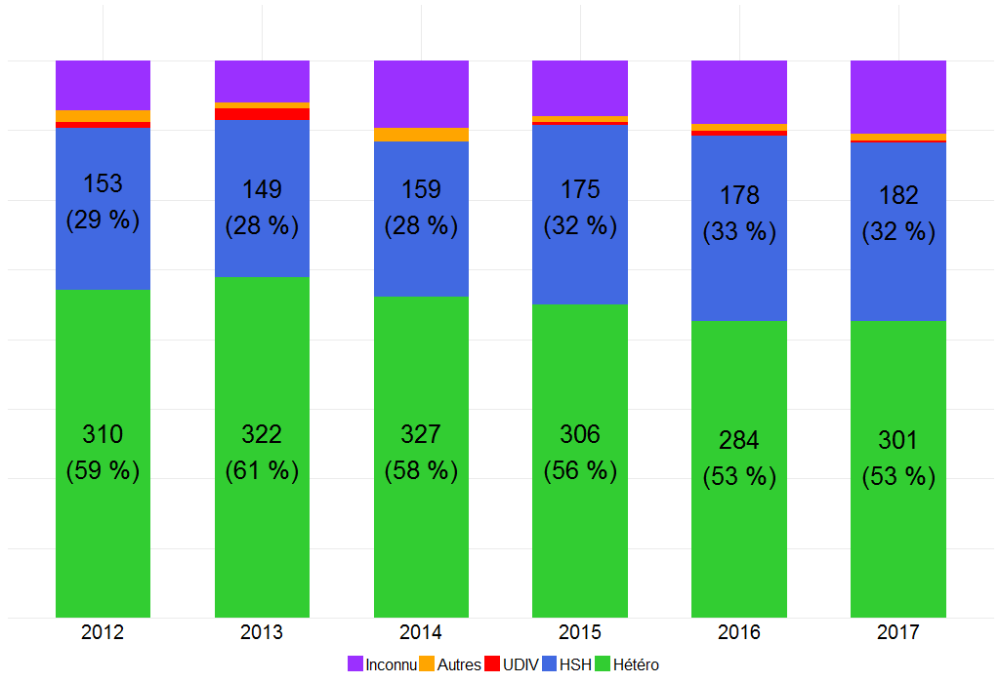 153 149 159 175 178 182
(29 %) (28 %) (28 %) (32 %) (33 %) (32 %)
310 322 327 306 284 301
(59 %) (61 %) (58 %) (56 %) (53 %) (53 %)
2012 2013 2014 2015 2016 2017
Inconnu Autres UDIV HSH Hétéro